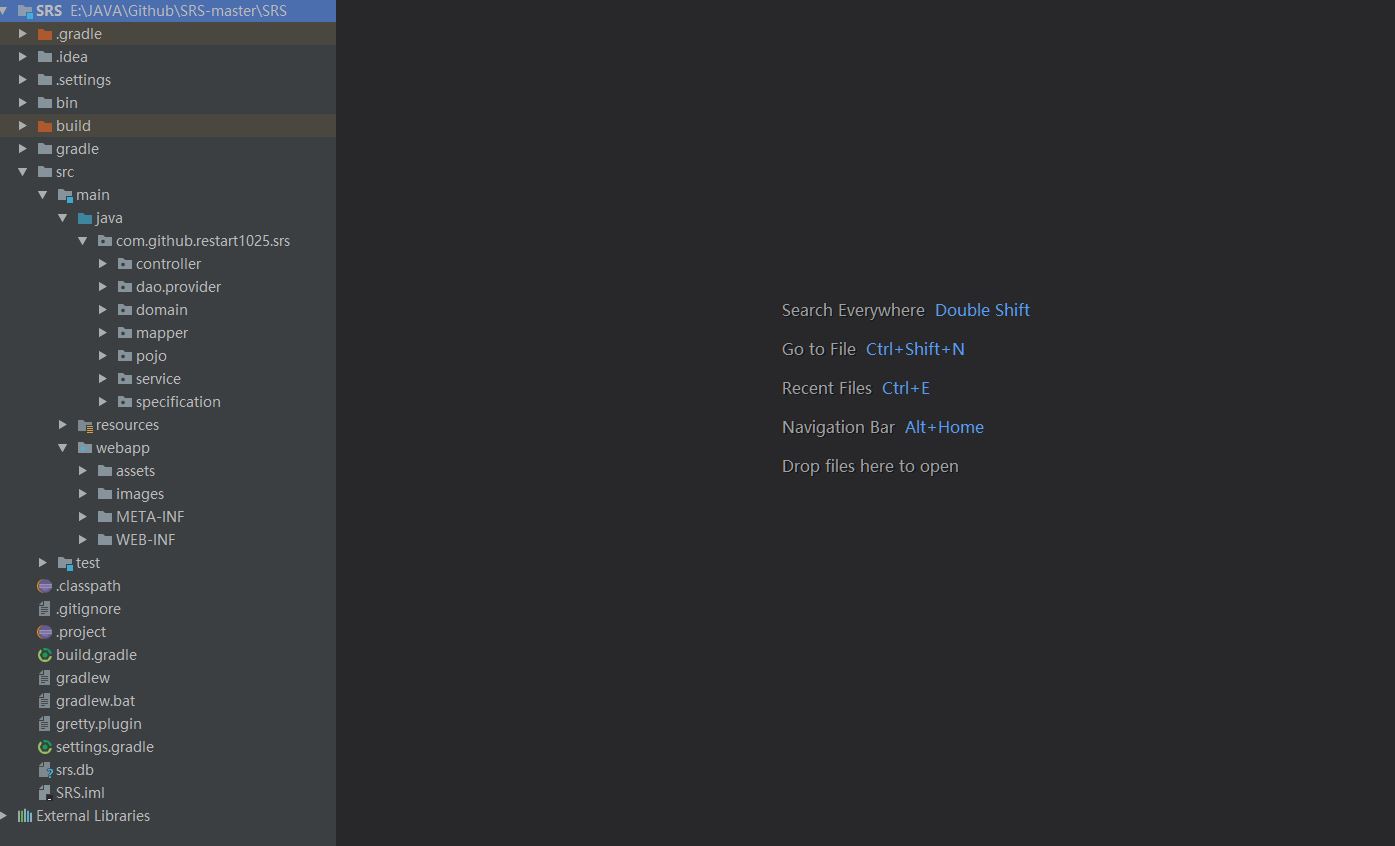 SRS E:\JAVA\Github\SRS-master\SRS
.gradle
.idea
.settings
bin
build
gradle
src
main
java
com.github.restart1025.srs
controller
dao.provider
domain
mapper
pojo
service
specification
resources
webapp
assets
images
META-INF
WEB-INF
test
.classpath
.gitignore
.project
build.gradle
gradlew
gradlew.bat
gretty.plugin
settings.gradle
srs.db
SRS.iml
External Libraries
Search Everywhere Double Shift
Go to File Ctrl+Shift+N
Recent Files Ctrl+E
Navigation Bar Alt+Home
Drop files here to open